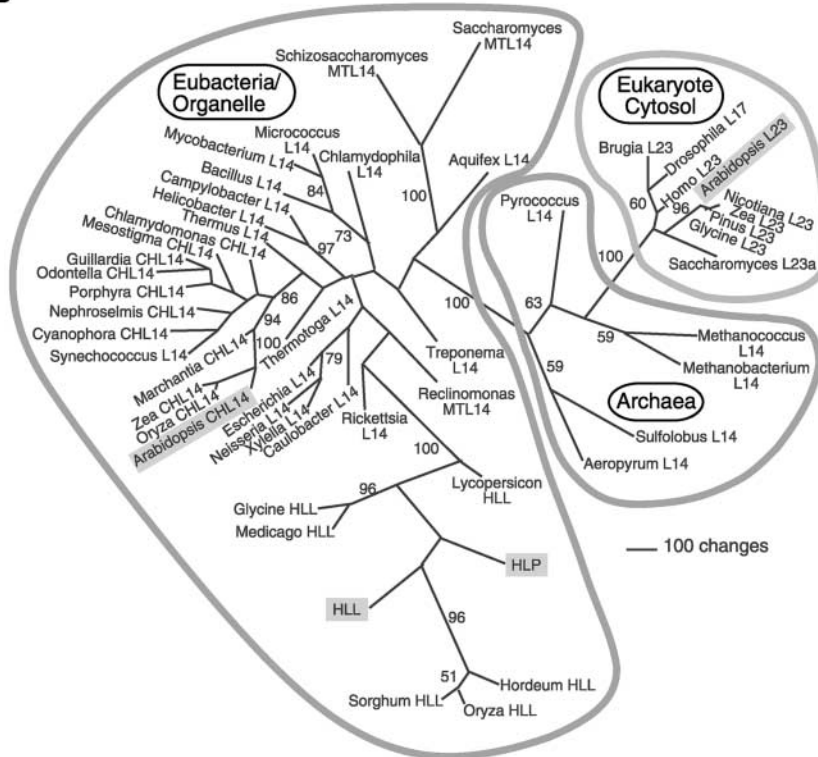 Saccharomyces
MTL14
Schizosaccharomyces
MTL14
Eubacteria/
Organelle
Eukaryote
Cytosol
Micrococcus
L14
Mycobacterium L14
Chlamydophila
L14
Aquifex L14
Bacillus L14
84
Campylobacter L14
Helicobacter L14
Thermus L14
73
97
100
Chlamydomonas CHL14
Mesostigma CHL14
Guillardia CHL14
Odontella CHL14
Porphyra CHL14
Nephroselmis CHL14
Cyanophora CHL14
Synechococcus L14
86
94
100
Marchantia CHL14
Zea CHL14
Oryza CHL14
Arabidopsis CHL14
Thermotoga L14
79
Escherichia L14
Neisseria L14
Xylella L14
Caulobacter L14
Rickettsia
L14
Reclinomonas
MTL14
Treponema
L14
100
Brugia L23
Drosophila L17
Homo L23
Arabidopsis L23
60
96
Nicotiana L23
Zea L23
Pinus L23
Glycine L23
Saccharomyces L23a
100
Pyrococcus
L14
63
59
59
Methanococcus
L14
Methanobacterium
L14
Archaea
Sulfolobus L14
Aeropyrum L14
100
Lycopersicon
HLL
96
Glycine HLL
Medicago HLL
HLP
HLL
96
51
Hordeum HLL
Sorghum HLL
Oryza HLL
100 changes